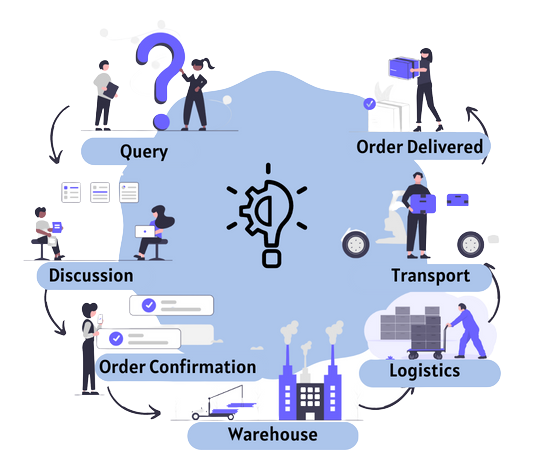 Query
Discussion
Order Confirmation
Warehouse
Logistics
Transport
Order Delivered